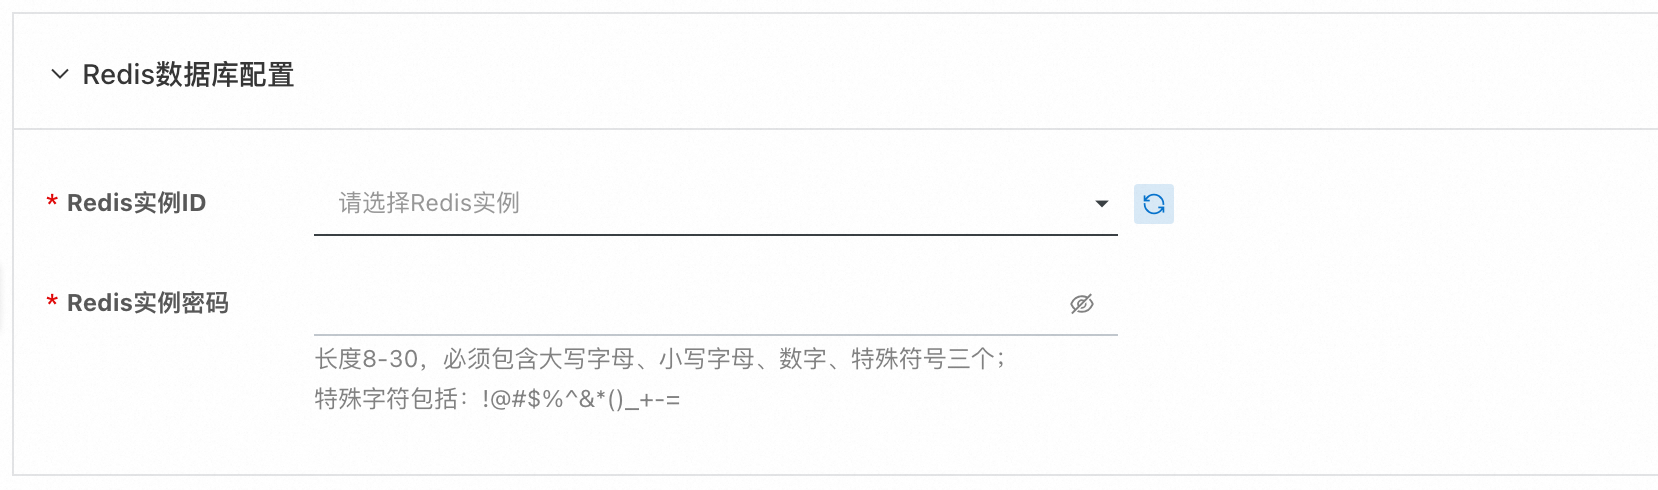 Redis数据库配置
* Redis实例ID
请选择Redis实例
* Redis实例密码
长度8-30，必须包含大写字母、小写字母、数字、特殊符号三个；
特殊字符包括：!@#$%^&*()_+-=